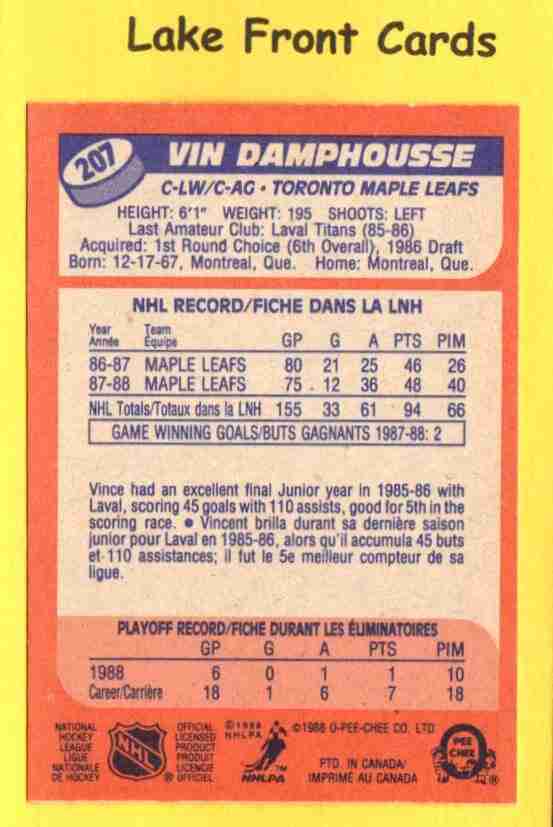 Lake Front Cards
207
VIN DAMPHOUSSE
C-LW/C-AG • TORONTO MAPLE LEAFS
HEIGHT: 6'1" WEIGHT: 195 SHOOTS: LEFT
Last Amateur Club: Laval Titans (85-86)
Acquired: 1st Round Choice (6th Overall), 1986 Draft
Born: 12-17-67, Montreal, Que. Home: Montreal, Que.
NHL RECORD/FICHE DANS LA LNH
Year Team
Année Équipe GP G A PTS PIM
86-87 MAPLE LEAFS 80 21 25 46 26
87-88 MAPLE LEAFS 75 12 36 48 40
NHL Totals/Totaux dans la LNH 155 33 61 94 66
GAME WINNING GOALS/BUTS GAGNANTS 1987-88: 2
Vince had an excellent final Junior year in 1985-86 with
Laval, scoring 45 goals with 110 assists, good for 5th in the
scoring race. • Vincent brilla durant sa dernière saison
junior pour Laval en 1985-86, alors qu'il accumula 45 buts
et 110 assistances; il fut le 5e meilleur compteur de sa
ligue.
PLAYOFF RECORD/FICHE DURANT LES ÉLIMINATOIRES
GP G A PTS PIM
1988 6 0 1 1 10
Career/Carrière 18 1 6 7 18
NATIONAL
HOCKEY
LEAGUE
LIGUE
NATIONALE
DE HOCKEY
NHL
®
OFFICIAL
LICENSED
PRODUCT
PRODUIT
LICENCIÉ
OFFICIEL
©1988
NHLPA
TM
NHLPA
©1988 O-PEE-CHEE CO. LTD.
PTD. IN CANADA/
IMPRIMÉ AU CANADA
O
PEE
CHEE
®